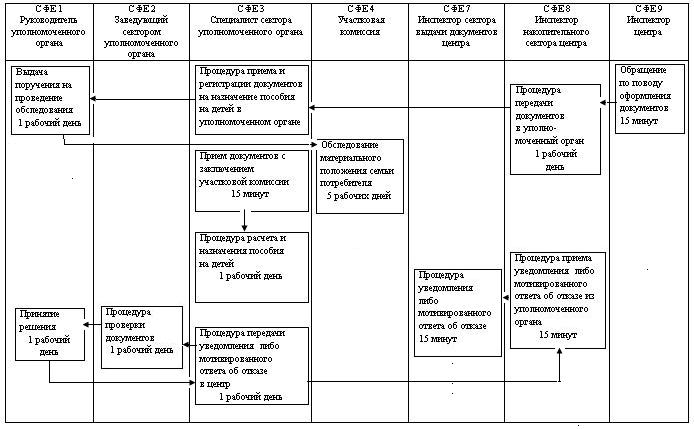 СФЕ1
Руководитель
уполномоченного
органа
СФЕ2
Заведующий
сектором
уполномоченного
органа
СФЕ3
Специалист сектора
уполномоченного органа
СФЕ4
Участковая
комиссия
СФЕ7
Инспектор сектора
выдачи документов
центра
СФЕ8
Инспектор
накопительного
сектора центра
СФЕ9
Инспектор
центра
Выдача
поручения на
проведение
обследования
1 рабочий день
Процедура приема и
регистрации документов
на назначение пособия
на детей в
уполномоченном органе
Процедура
передачи
документов
в уполно-
моченный орган
1 рабочий
день
Обращение
по поводу
оформления
документов
15 минут
Прием документов с
заключением
участковой комиссии
15 минут
Обследование
материального
положения семьи
потребителя
5 рабочих дней
Процедура расчета и
назначения пособия
на детей
1 рабочий день
Процедура
уведомления
либо
мотивированного
ответа об отказе
15 минут
Процедура приема
уведомления либо
мотивированного
ответа об отказе из
уполномоченного
органа
15 минут
Принятие
решения
1 рабочий
день
Процедура
проверки
документов
1 рабочий день
Процедура передачи
уведомления либо
мотивированного
ответа об отказе
в центр
1 рабочий день